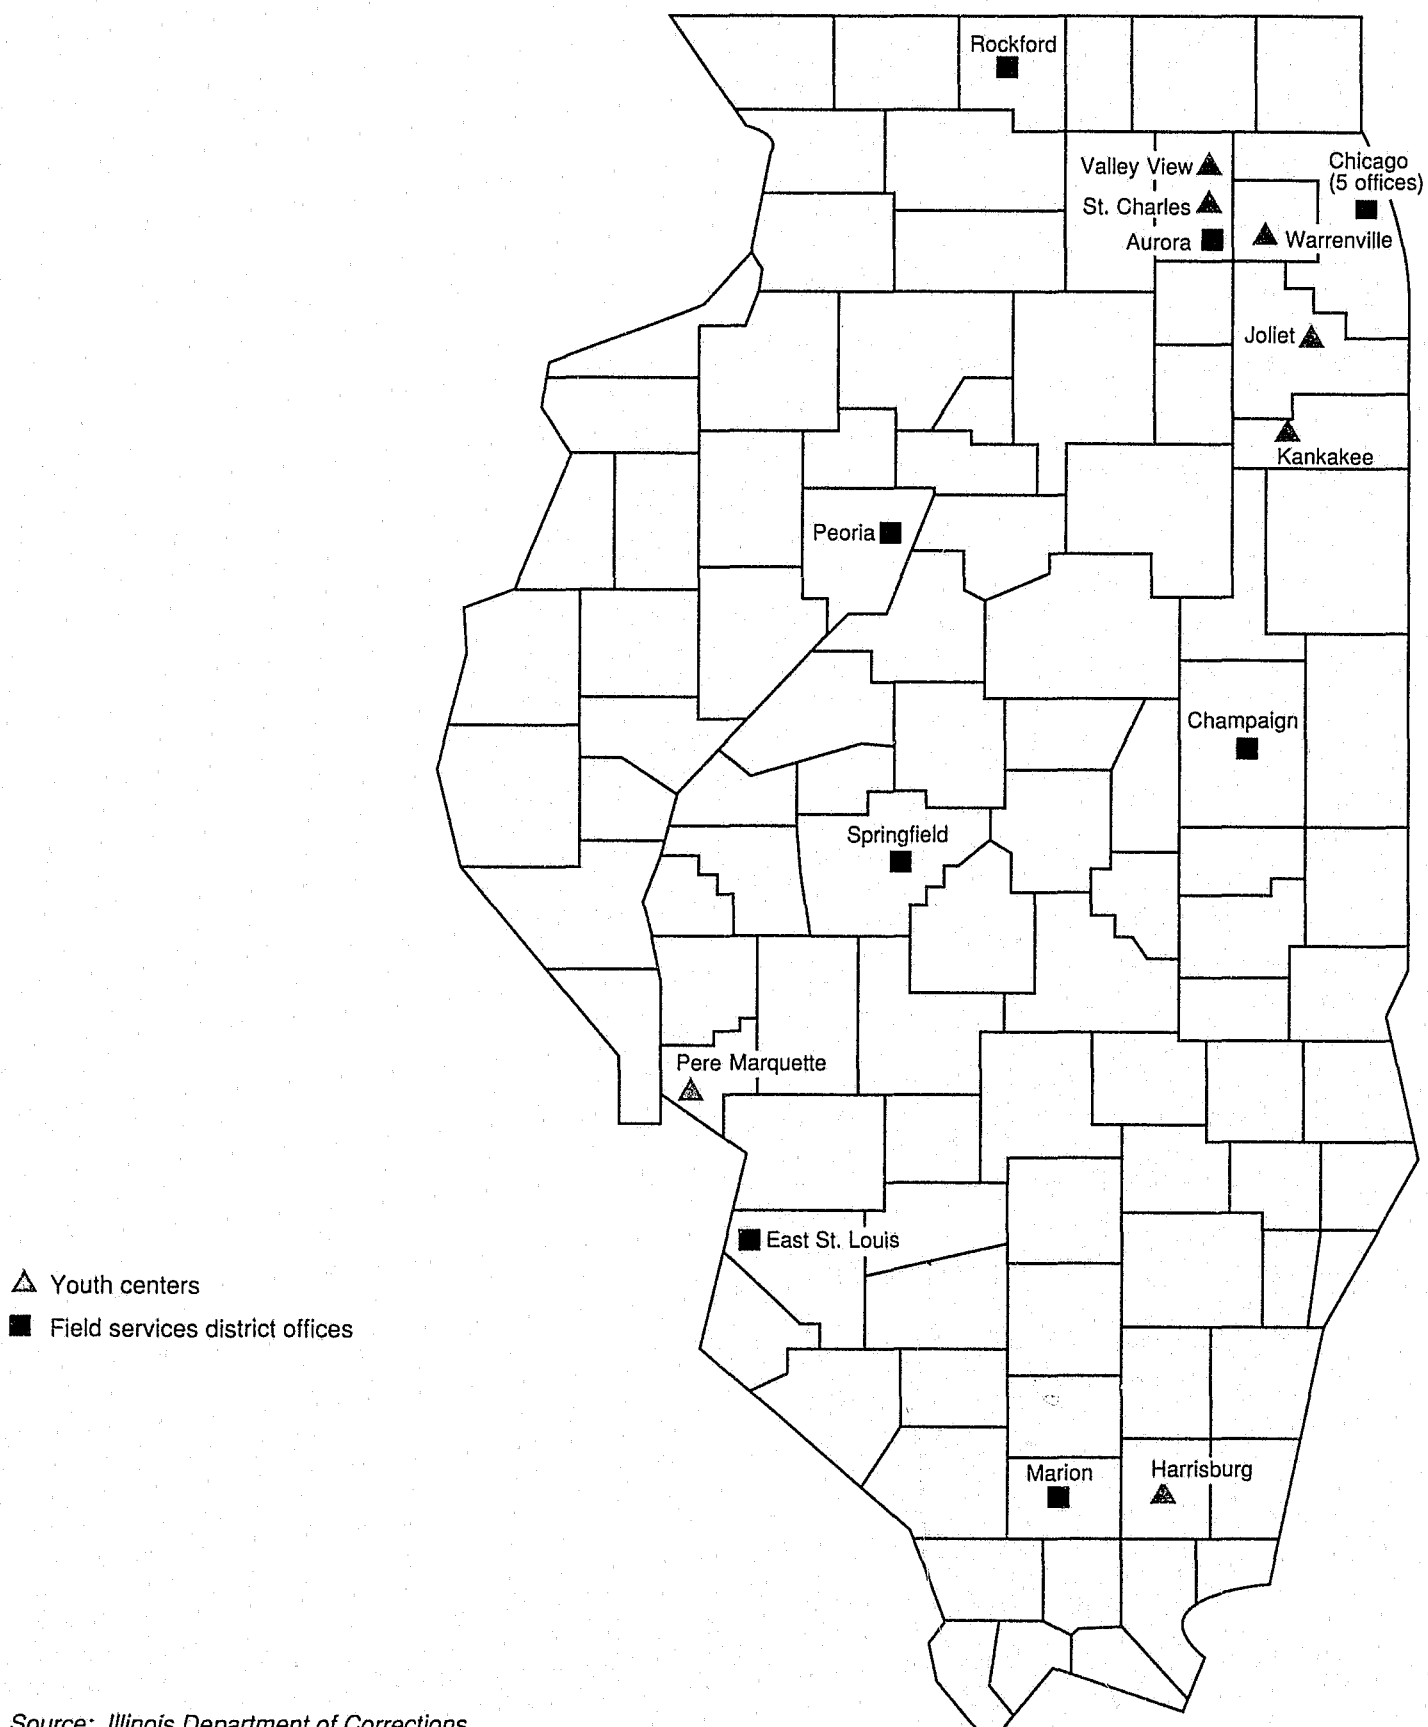 Rockford
Valley View
Chicago
(5 offices)
St. Charles
Aurora
Warrenville
Joliet
Kankakee
Peoria
Champaign
Springfield
Pere Marquette
East St. Louis
Youth centers
Field services district offices
Marion
Harrisburg
Source: Illinois Department of Corrections